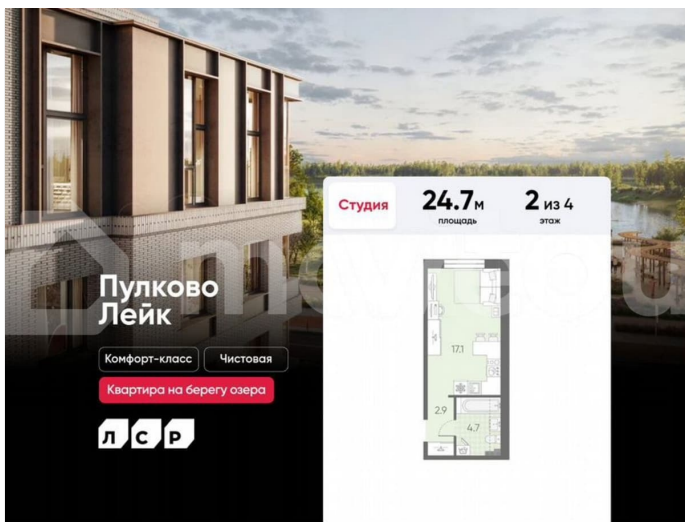 Студия
24.7м
площадь
2 из 4
этаж
Пулково
Лейк
Комфорт-класс
Чистовая
Квартира на берегу озера
ЛСР
17.1
2.9
4.7